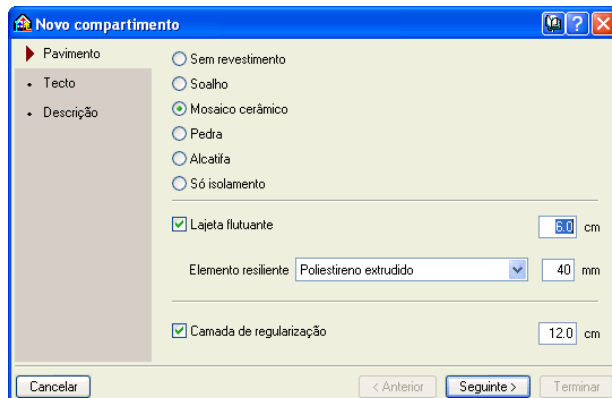 Novo compartimento
Pavimento
Tecto
Descrição
Sem revestimento
Soalho
Mosaico cerâmico
Pedra
Alcatifa
Só isolamento
Lajeta flutuante 6.0 cm
Elemento resiliente Poliestireno extrudido 40 mm
Camada de regularização 12.0 cm
Cancelar < Anterior Seguinte > Terminar